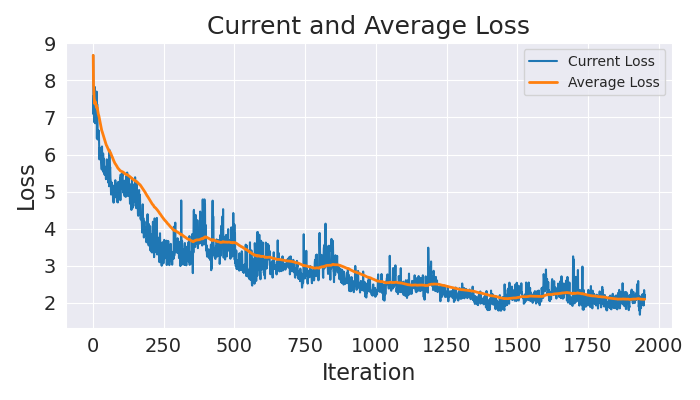 Current and Average Loss
9
8
7
6
5
4
3
2
Loss
Current Loss
Average Loss
0 250 500 750 1000 1250 1500 1750 2000
Iteration